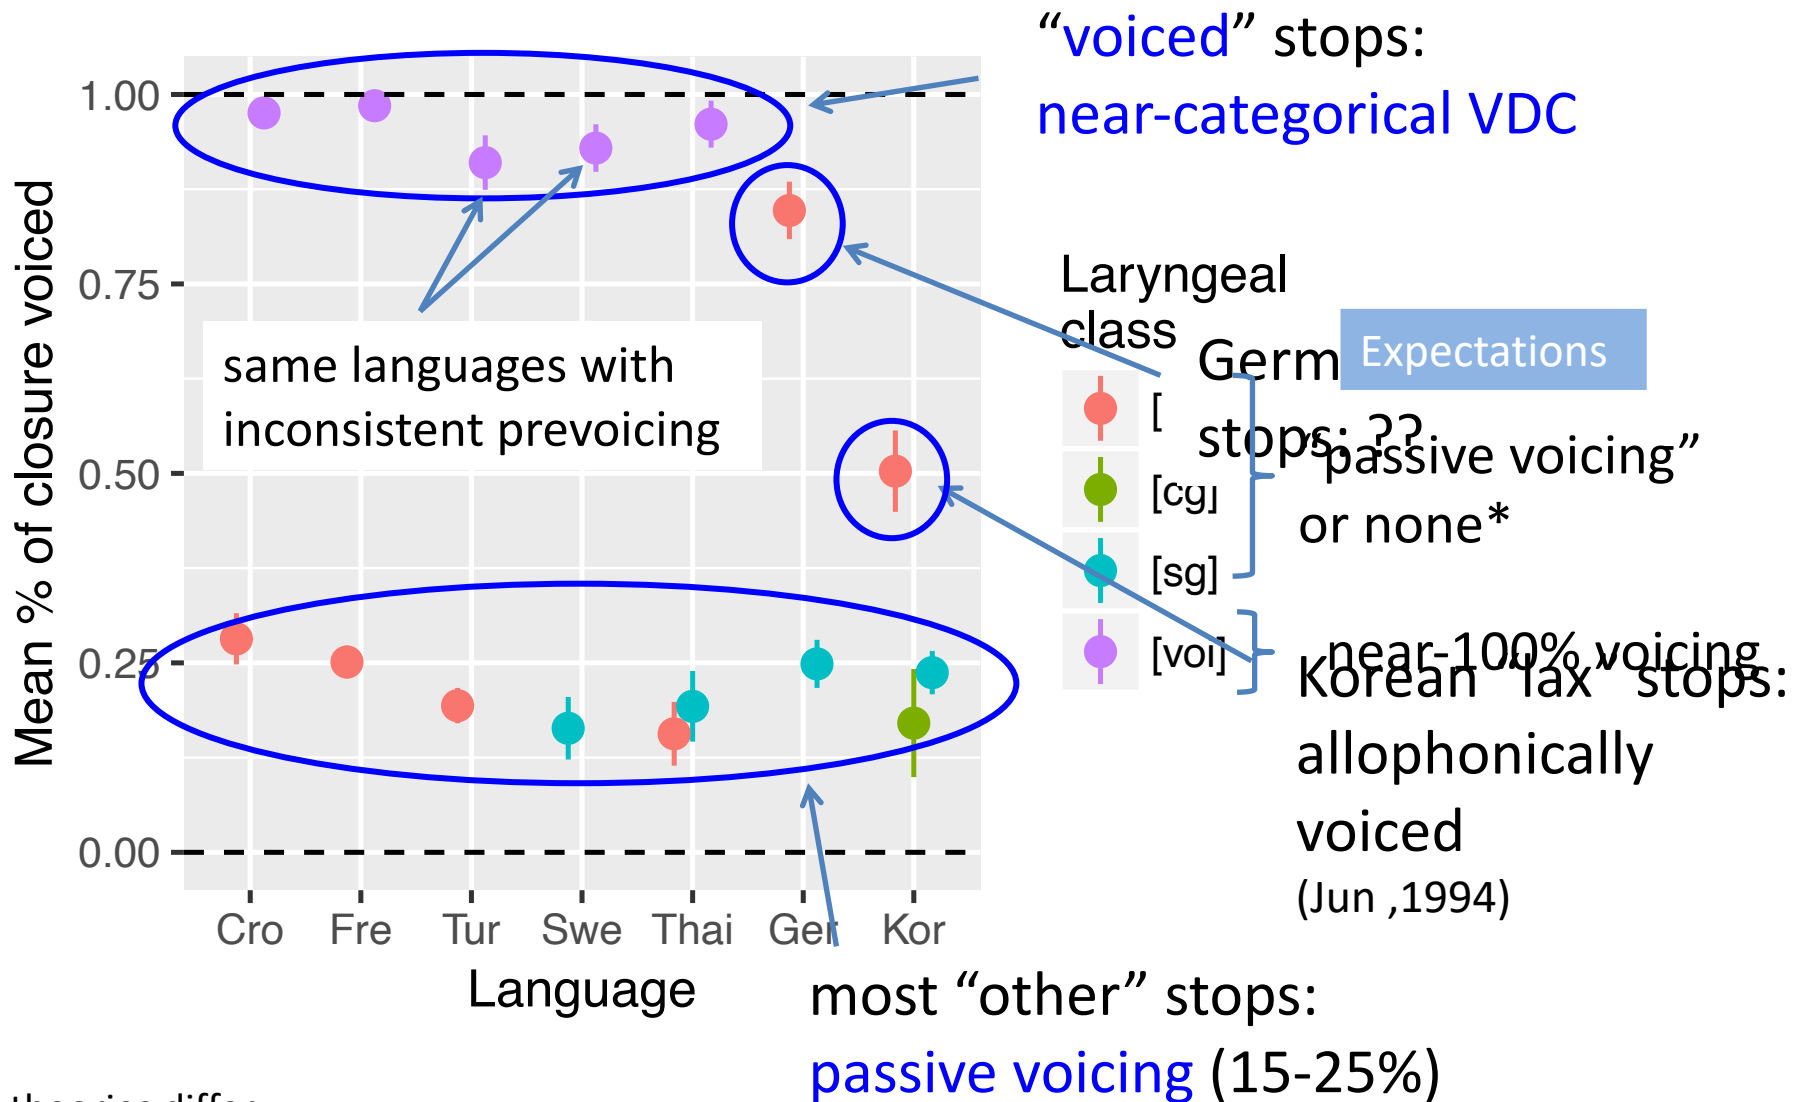 “voiced” stops:
near-categorical VDC
1.00
0.75
0.50
0.25
0.00
Mean % of closure voiced
same languages with
inconsistent prevoicing
Laryngeal
class
[
[cg]
[sg]
[voi]
Germ
stops: ??
Expectations
“passive voicing”
or none*
near-100% voicing
Korean “lax” stops:
allophonically
voiced
(Jun ,1994)
Cro Fre Tur Swe Thai Ger Kor
Language
most “other” stops:
passive voicing (15-25%)
theories differ